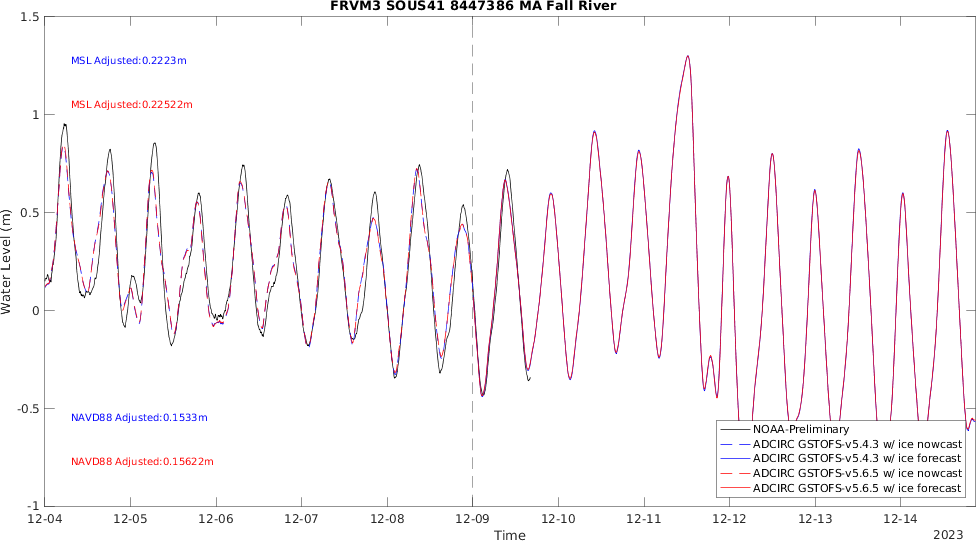 FRVM3 SOUS41 8447386 MA Fall River
1.5
1
0.5
0
-0.5
-1
Water Level (m)
MSL Adjusted:0.2223m
MSL Adjusted:0.22522m
NAVD88 Adjusted:0.1533m
NAVD88 Adjusted:0.15622m
NOAA-Preliminary
ADCIRC GSTOFS-v5.4.3 w/ ice nowcast
ADCIRC GSTOFS-v5.4.3 w/ ice forecast
ADCIRC GSTOFS-v5.6.5 w/ ice nowcast
ADCIRC GSTOFS-v5.6.5 w/ ice forecast
12-04 12-05 12-06 12-07 12-08 12-09 12-10 12-11 12-12 12-13 12-14
Time
2023